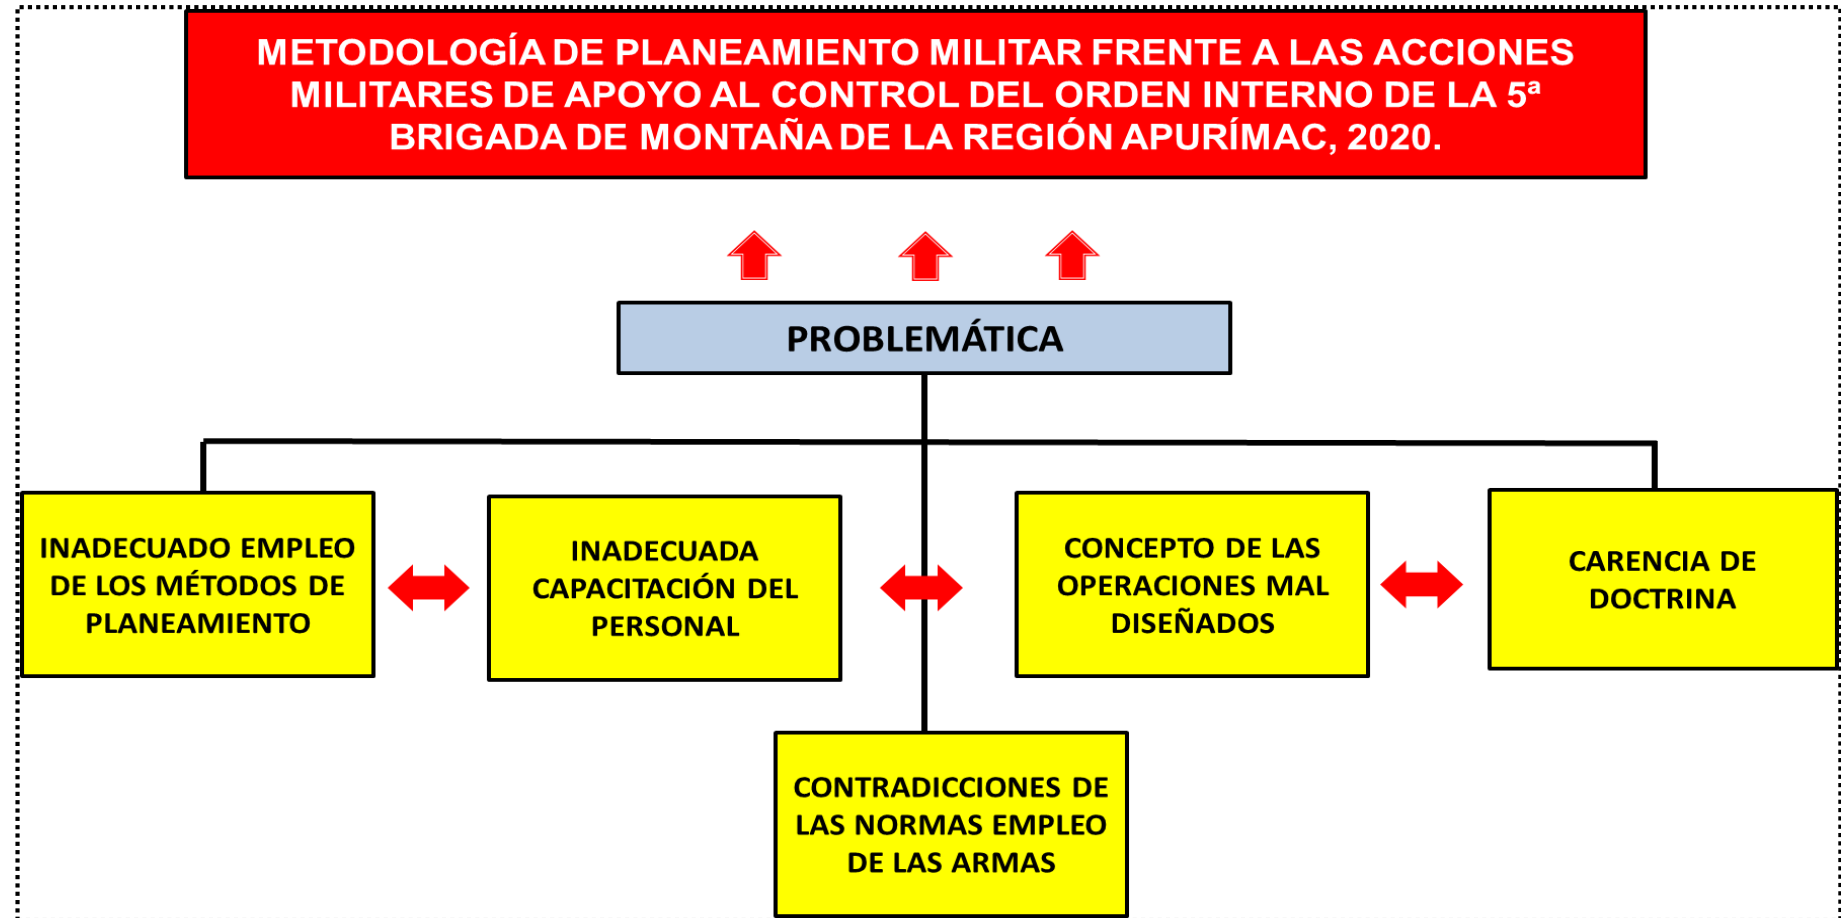 METODOLOGÍA DE PLANEAMIENTO MILITAR FRENTE A LAS ACCIONES
MILITARES DE APOYO AL CONTROL DEL ORDEN INTERNO DE LA 5ª
BRIGADA DE MONTAÑA DE LA REGIÓN APURÍMAC, 2020.
PROBLEMÁTICA
INADECUADO EMPLEO
DE LOS MÉTODOS DE
PLANEAMIENTO
INADECUADA
CAPACITACIÓN DEL
PERSONAL
CONCEPTO DE LAS
OPERACIONES MAL
DISEÑADOS
CARENCIA DE
DOCTRINA
CONTRADICCIONES DE
LAS NORMAS EMPLEO
DE LAS ARMAS